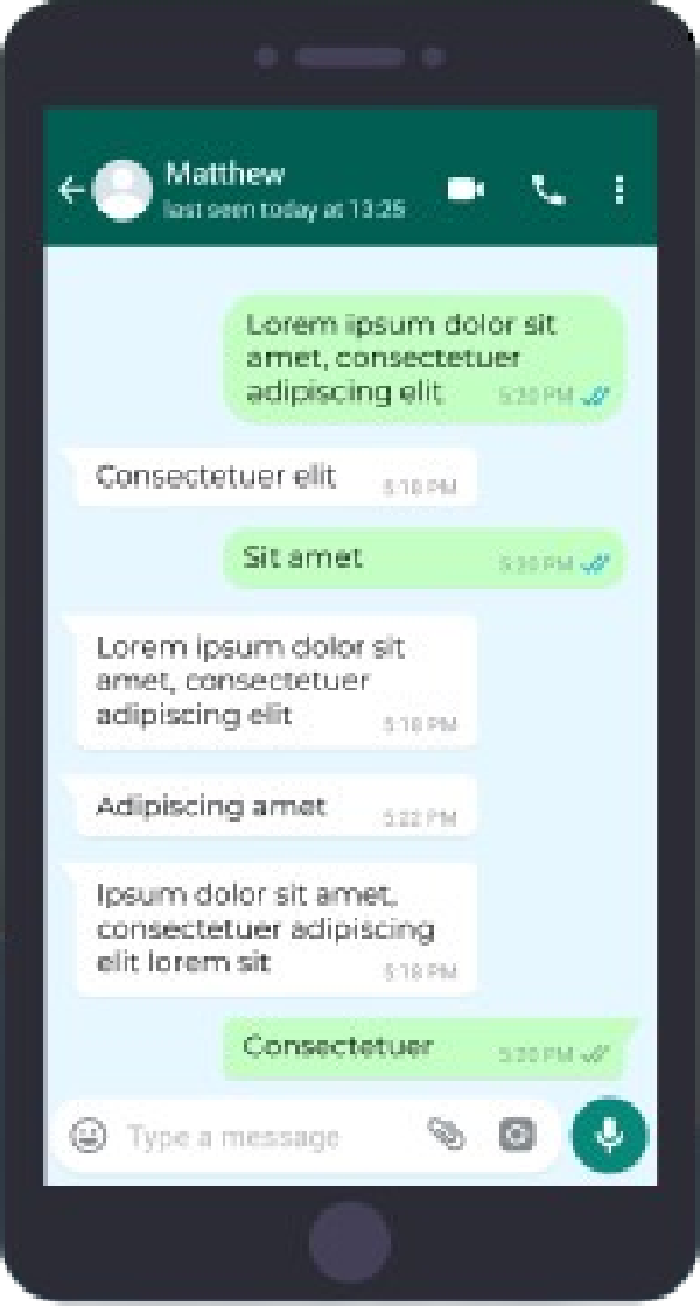 Matthew
last seen today at 13:25
Lorem ipsum dolor sit
amet, consectetuer
adipiscing elit
5:20 PM
Consectetuer elit
5:18 PM
Sit amet
5:20 PM
Lorem ipsum dolor sit
amet, consectetuer
adipiscing elit
5:18 PM
Adipiscing amet
5:22 PM
Ipsum dolor sit amet,
consectetuer adipiscing
elit lorem sit
5:18 PM
Consectetuer
5:20 PM
Type a message